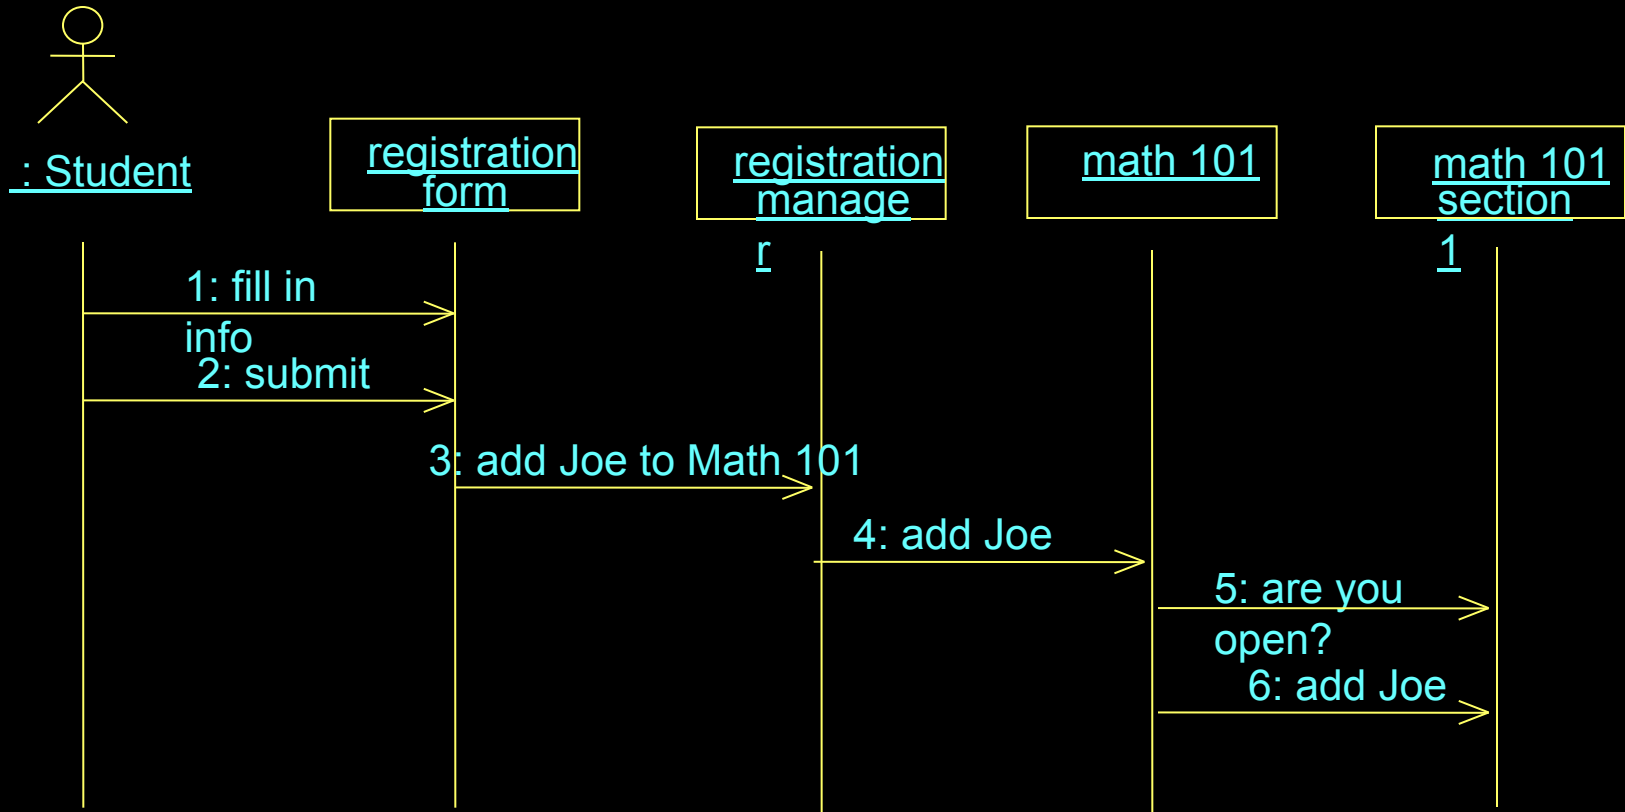 : Student
registration
form
registration
manage
r
math 101
math 101
section
1
1: fill in
info
2: submit
3: add Joe to Math 101
4: add Joe
5: are you
open?
6: add Joe